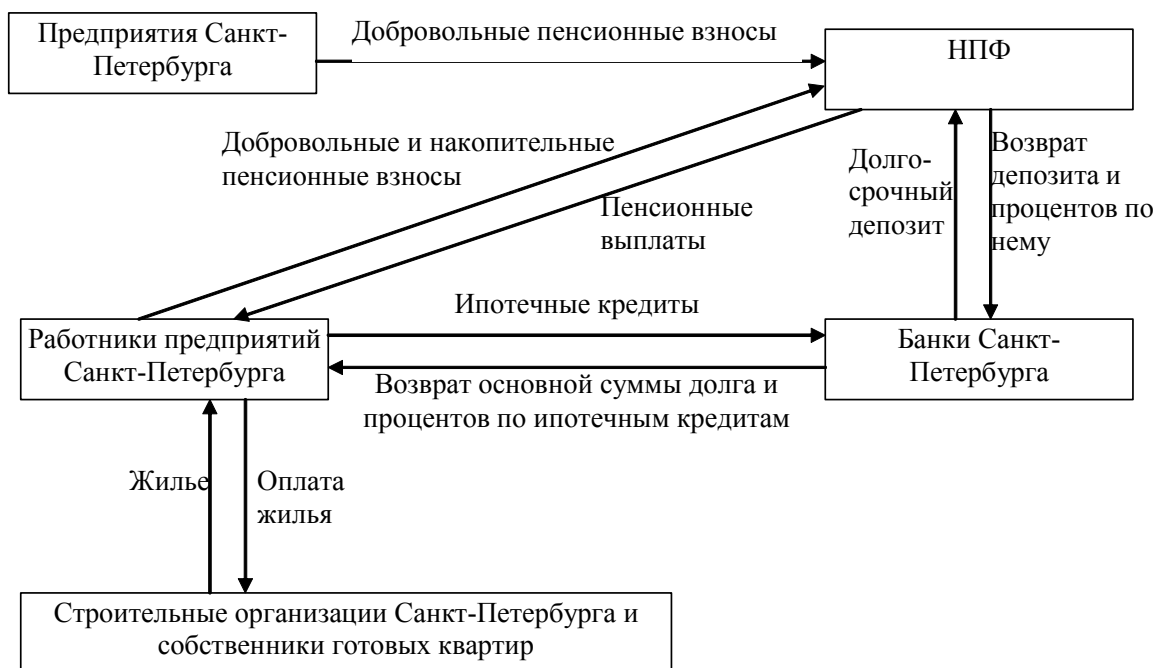 Предприятия Санкт-
Петербурга
Добровольные пенсионные взносы
НПФ
Добровольные и накопительные
пенсионные взносы
Пенсионные
выплаты
Долго-
срочный
депозит
Возврат
депозита и
процентов по
нему
Ипотечные кредиты
Работники предприятий
Санкт-Петербурга
Банки Санкт-
Петербурга
Возврат основной суммы долга и
процентов по ипотечным кредитам
Жилье
Оплата
жилья
Строительные организации Санкт-Петербурга и
собственники готовых квартир